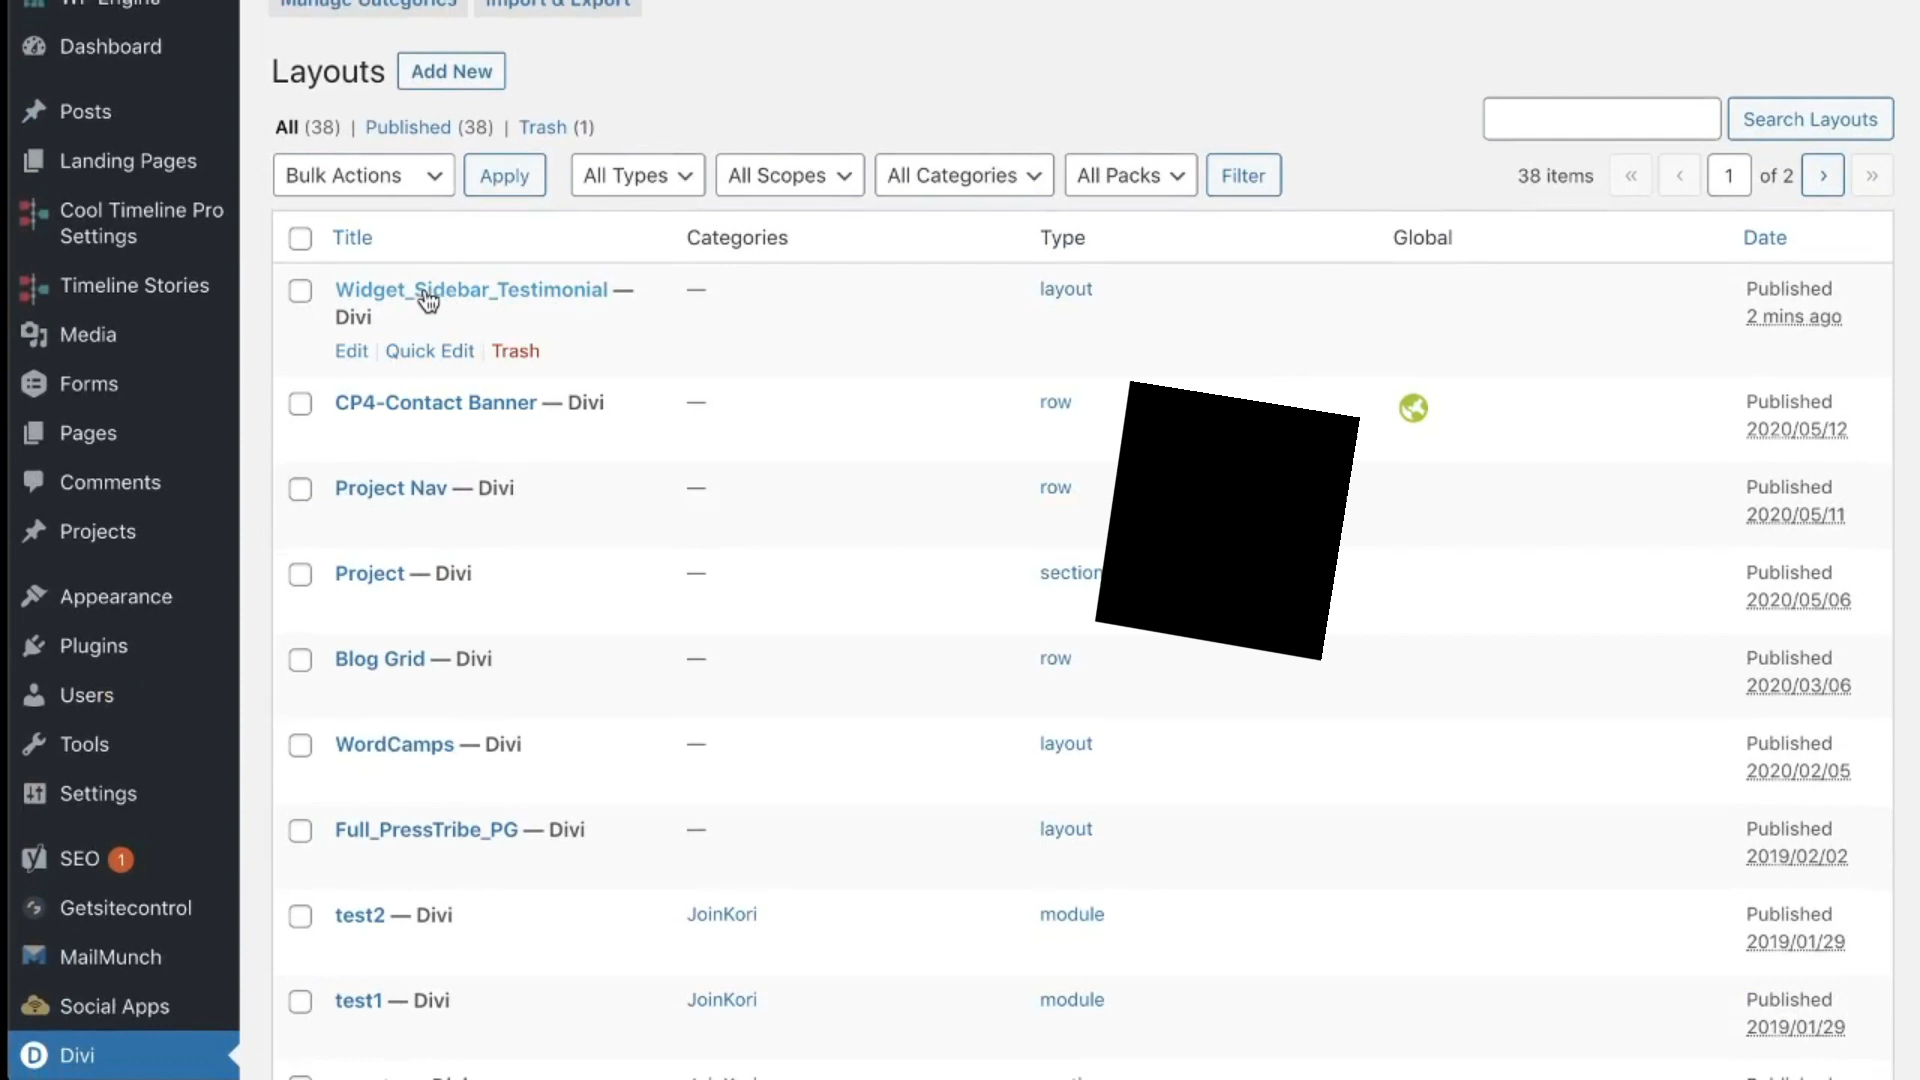 WP Engine
Dashboard
Posts
Landing Pages
Cool Timeline Pro
Settings
Timeline Stories
Media
Forms
Pages
Comments
Projects
Appearance
Plugins
Users
Tools
Settings
SEO 1
Getsitecontrol
MailMunch
Social Apps
Divi
Manage Categories Import & Export
Layouts Add New
All (38) | Published (38) | Trash (1)
Search Layouts
Bulk Actions Apply All Types All Scopes All Categories All Packs Filter 38 items « ‹ 1 of 2 › »
Title Categories Type Global Date
Widget_Sidebar_Testimonial — — layout Published
Divi 2 mins ago
Edit | Quick Edit | Trash
CP4-Contact Banner — Divi — row Published
2020/05/12
Project Nav — Divi — row Published
2020/05/11
Project — Divi — section Published
2020/05/06
Blog Grid — Divi — row Published
2020/03/06
WordCamps — Divi — layout Published
2020/02/05
Full_PressTribe_PG — Divi — layout Published
2019/02/02
test2 — Divi JoinKori module Published
2019/01/29
test1 — Divi JoinKori module Published
2019/01/29